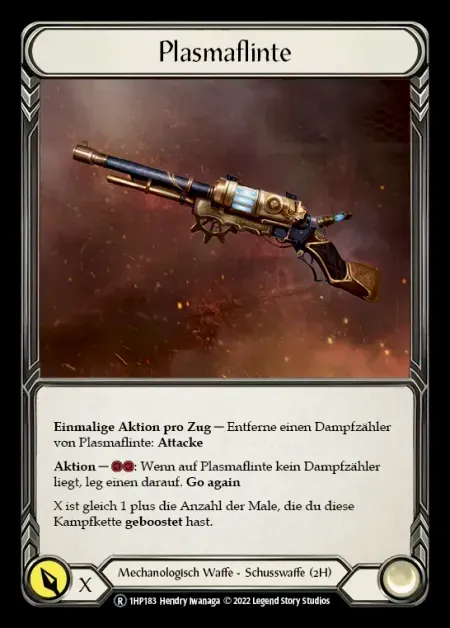 Plasmaflinte
Einmalige Aktion pro Zug — Entferne einen Dampfzähler
von Plasmaflinte: Attacke
Aktion — : Wenn auf Plasmaflinte kein Dampfzähler
liegt, leg einen darauf. Go again
X ist gleich 1 plus die Anzahl der Male, die du diese
Kampfkette geboostet hast.
X
Mechanologisch Waffe - Schusswaffe (2H)
R 1HP183 Hendry Iwanaga © 2022 Legend Story Studios